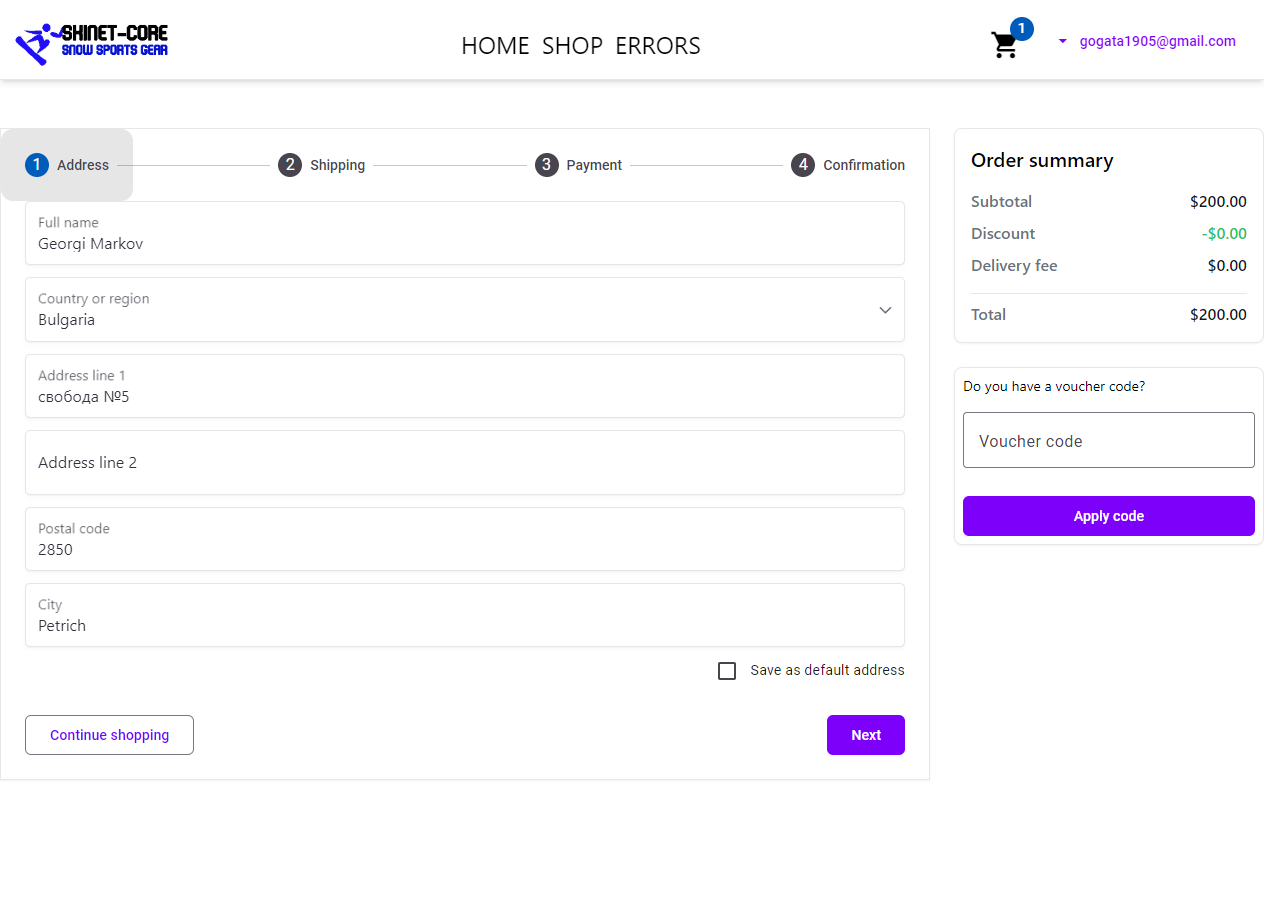 SKINET-CORE
SNOW SPORTS GEAR
HOME SHOP ERRORS
1
gogata1905@gmail.com
1 Address
2 Shipping
3 Payment
4 Confirmation
Full name
Georgi Markov
Country or region
Bulgaria
Address line 1
свобода №5
Address line 2
Postal code
2850
City
Petrich
Save as default address
Continue shopping
Next
Order summary
Subtotal $200.00
Discount -$0.00
Delivery fee $0.00
Total $200.00
Do you have a voucher code?
Voucher code
Apply code